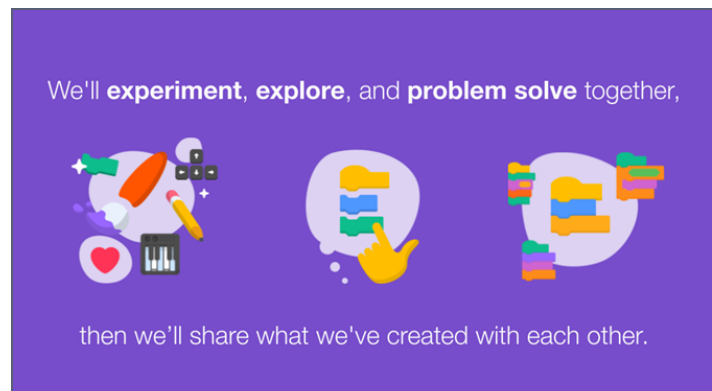 We'll experiment, explore, and problem solve together,
then we’ll share what we've created with each other.